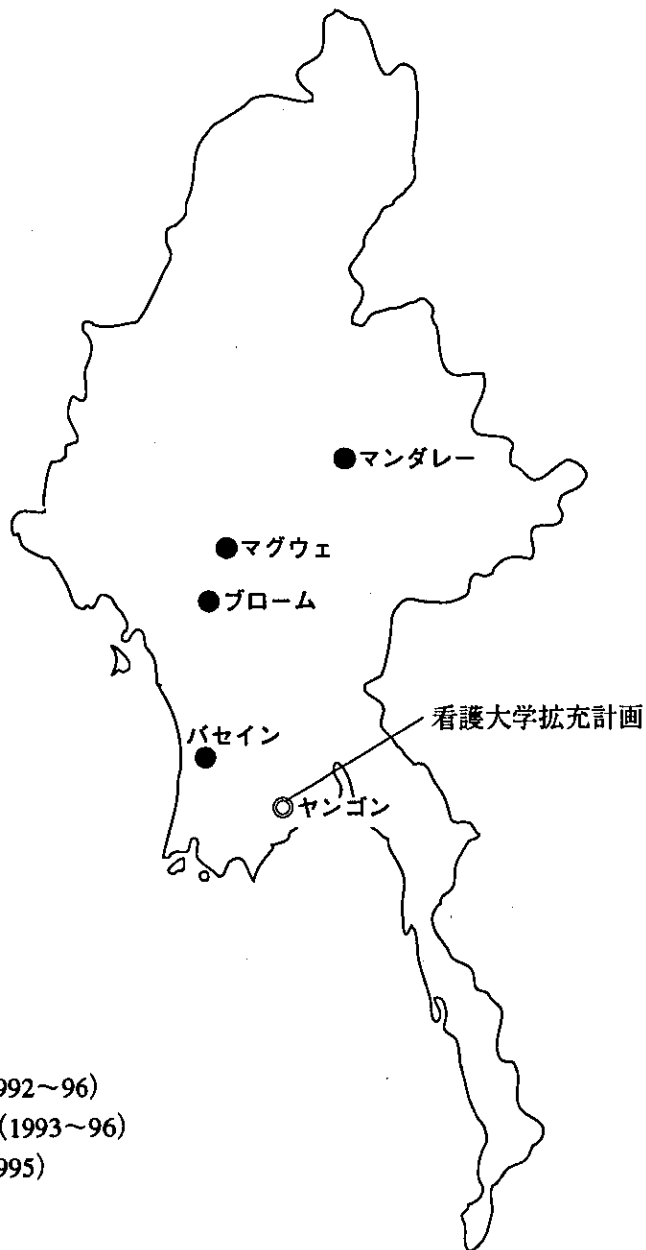 マンダレー
マグウェ
ブローム
看護大学拡充計画
バセイン
ヤンゴン
992～96)
(1993～96)
995)